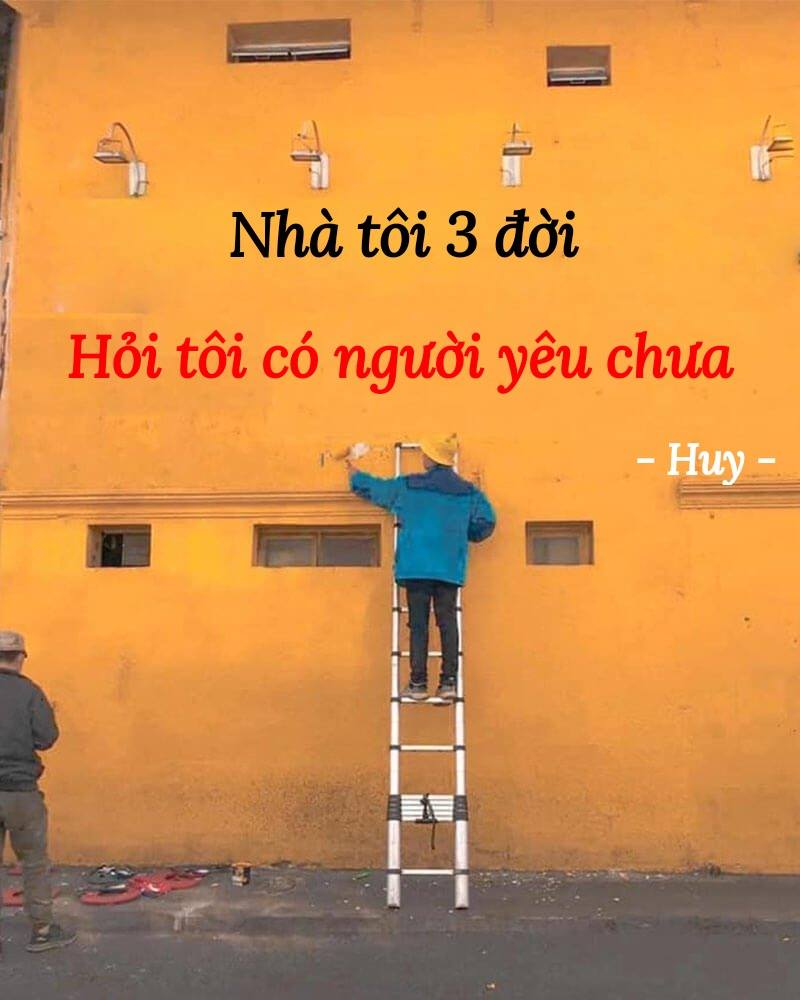 Nhà tôi 3 đời
Hỏi tôi có người yêu chưa
- Huy -